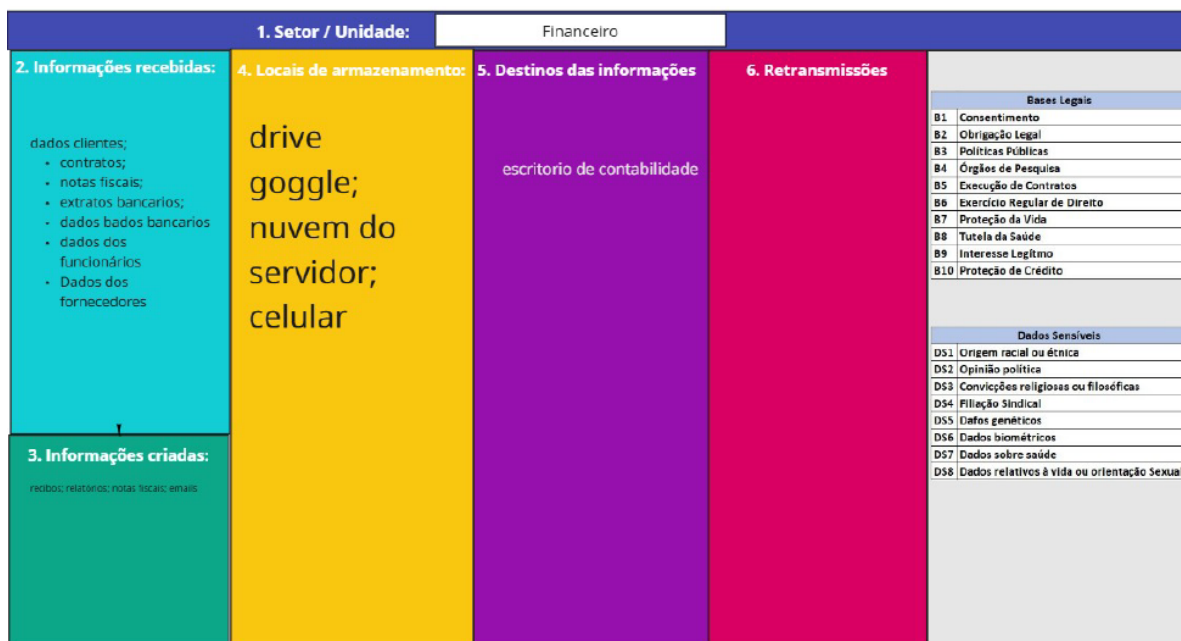 1. Setor / Unidade:
Financeiro
2. Informações recebidas:
dados clientes;
• contratos;
• notas fiscais;
• extratos bancarios;
• dados bados bancarios
• dados dos
funcionários
• Dados dos
fornecedores
3. Informações criadas:
recibos; relatórios; notas fiscais; emails
4. Locais de armazenamento:
drive
goggle;
nuvem do
servidor;
celular
5. Destinos das informações
escritorio de contabilidade
6. Retransmissões
Bases Legais
B1 Consentimento
B2 Obrigação Legal
B3 Políticas Públicas
B4 Órgãos de Pesquisa
B5 Execução de Contratos
B6 Exercício Regular de Direito
B7 Proteção da Vida
B8 Tutela da Saúde
B9 Interesse Legítmo
B10 Proteção de Crédito
Dados Sensíveis
DS1 Origem racial ou étnica
DS2 Opinião política
DS3 Convicções religiosas ou filosóficas
DS4 Filiação Sindical
DS5 Dafos genéticos
DS6 Dados biométricos
DS7 Dados sobre saúde
DS8 Dados relativos à vida ou orientação Sexual